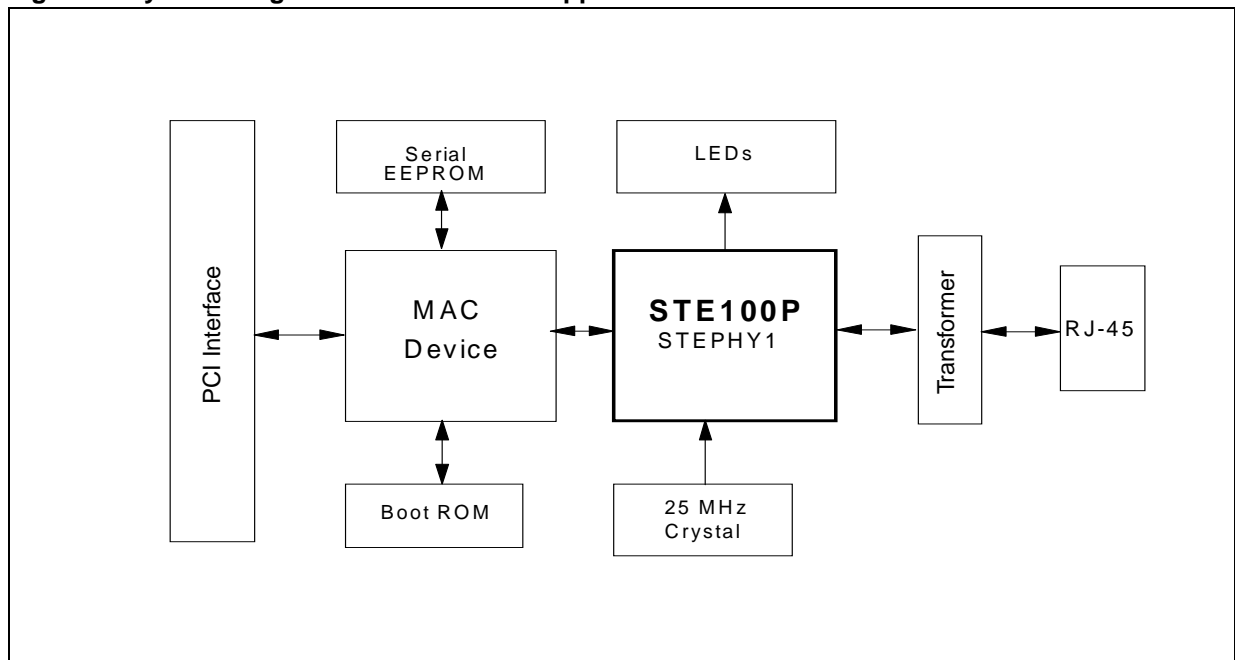 PCI Interface
Serial
EEPROM
LEDs
MAC
Device
STE100P
STEPHY1
Transformer
RJ-45
Boot ROM
25 MHz
Crystal